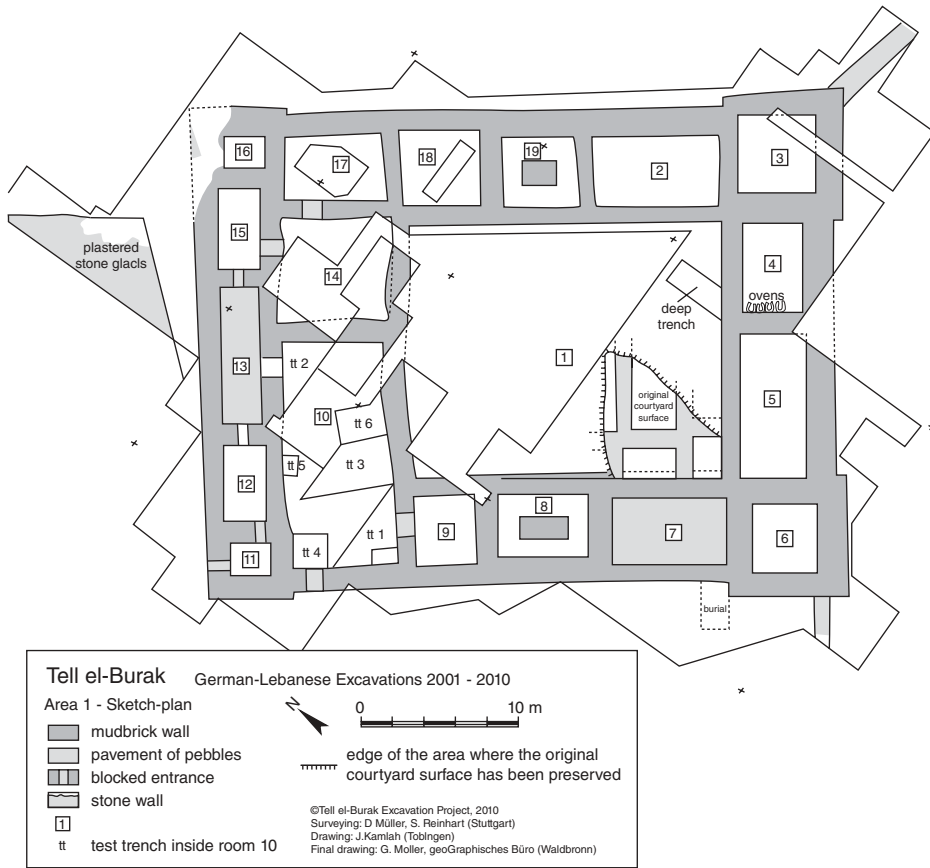 16
17
18
19
2
3
15
plastered
stone glacls
14
4
ovens
deep
trench
1
13
tt 2
10
tt 6
original
courtyard
surface
5
tt 5
tt 3
12
tt 1
9
8
7
6
11
tt 4
burial
Tell el-Burak German-Lebanese Excavations 2001 - 2010
Area 1 - Sketch-plan
N
0 10 m
mudbrick wall
pavement of pebbles
blocked entrance
stone wall
1
tt test trench inside room 10
edge of the area where the original
courtyard surface has been preserved
©Tell el-Burak Excavation Project, 2010
Surveying: D Müller, S. Reinhart (Stuttgart)
Drawing: J.Kamlah (Toblngen)
Final drawing: G. Moller, geoGraphisches Büro (Waldbronn)